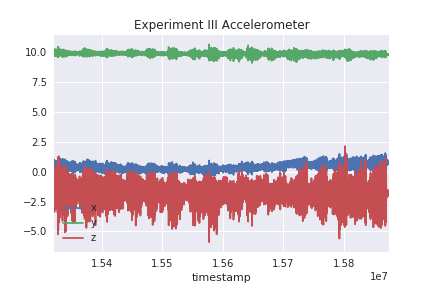 Experiment III Accelerometer
10.0
7.5
5.0
2.5
0.0
−2.5
−5.0
x
y
z
1.54 1.55 1.56 1.57 1.58
1e7
timestamp